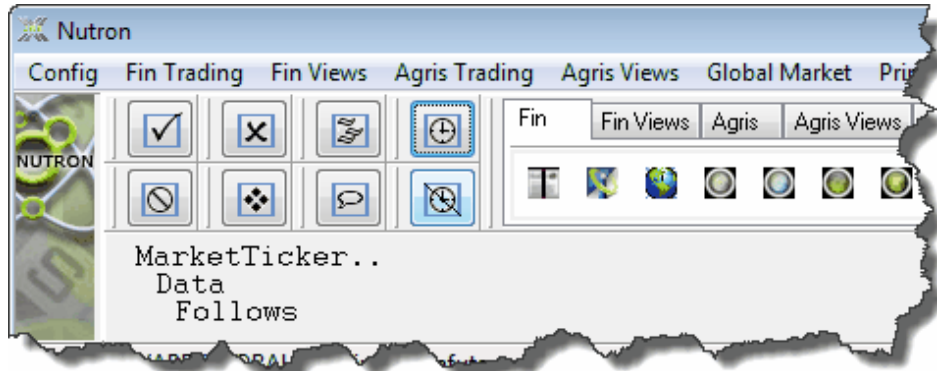 Nutron
Config Fin Trading Fin Views Agris Trading Agris Views Global Market
NUTRON
Fin Fin Views Agris Agris Views
MarketTicker..
Data
Follows